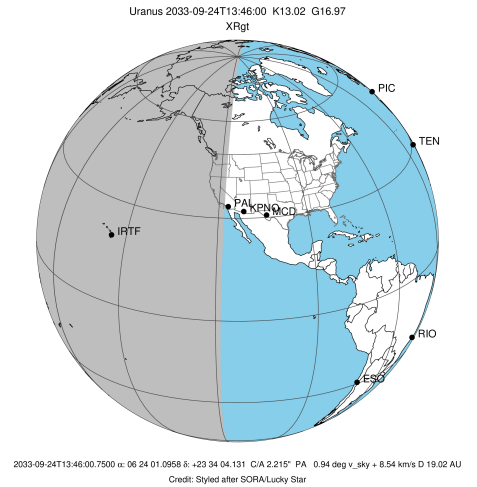 Uranus 2033-09-24T13:46:00 K13.02 G16.97
XRgt
PIC
TEN
PAL
KPNO
MCD
IRTF
RIO
ESO
2033-09-24T13:46:00.7500 α: 06 24 01.0958 δ: +23 34 04.131 C/A 2.215" PA 0.94 deg v_sky + 8.54 km/s D 19.02 AU
Credit: Styled after SORA/Lucky Star